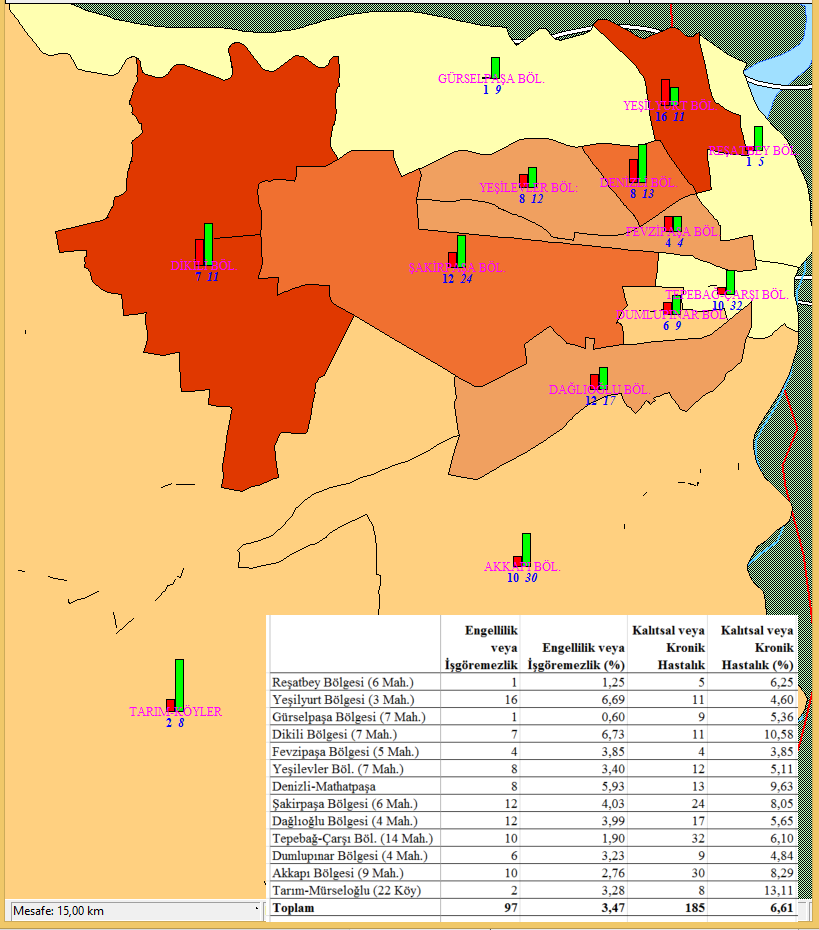 GÜRSELPAŞA BÖL.
1 9
16 11
REŞATBEY BÖL
1 5
YEŞİLEVLER BÖL.
8 12
DENİZLİ BÖL.
8 13
FEVZİPAŞA BÖL.
4 4
7 11
ŞAKİRPAŞA BÖL.
12 24
TEPEBAĞ-ÇARŞI BÖL.
10 32
DUMLUPINAR BÖL.
6 9
DAĞLIOĞLU BÖL.
12 17
AKKAPI BÖL.
10 30
TARIM-KÖYLER
2 8
Engellilik veya İşgöremezlik Engellilik veya İşgöremezlik (%) Kalıtsal veya Kronik Hastalık Kalıtsal veya Kronik Hastalık (%)
Reşatbey Bölgesi (6 Mah.) 1 1,25 5 6,25
Yeşilyurt Bölgesi (3 Mah.) 16 6,69 11 4,60
Gürselpaşa Bölgesi (7 Mah.) 1 0,60 9 5,36
Dikili Bölgesi (7 Mah.) 7 6,73 11 10,58
Fevzipaşa Bölgesi (5 Mah.) 4 3,85 4 3,85
Yeşilevler Böl. (7 Mah.) 8 3,40 12 5,11
Denizli-Mathatpaşa 8 5,93 13 9,63
Şakirpaşa Bölgesi (6 Mah.) 12 4,03 24 8,05
Dağlıoğlu Bölgesi (4 Mah.) 12 3,99 17 5,65
Tepebağ-Çarşı Böl. (14 Mah.) 10 1,90 32 6,10
Dumlupınar Bölgesi (4 Mah.) 6 3,23 9 4,84
Akkapı Bölgesi (9 Mah.) 10 2,76 30 8,29
Tarım-Mürseloğlu (22 Köy) 2 3,28 8 13,11
Toplam 97 3,47 185 6,61
Mesafe: 15,00 km